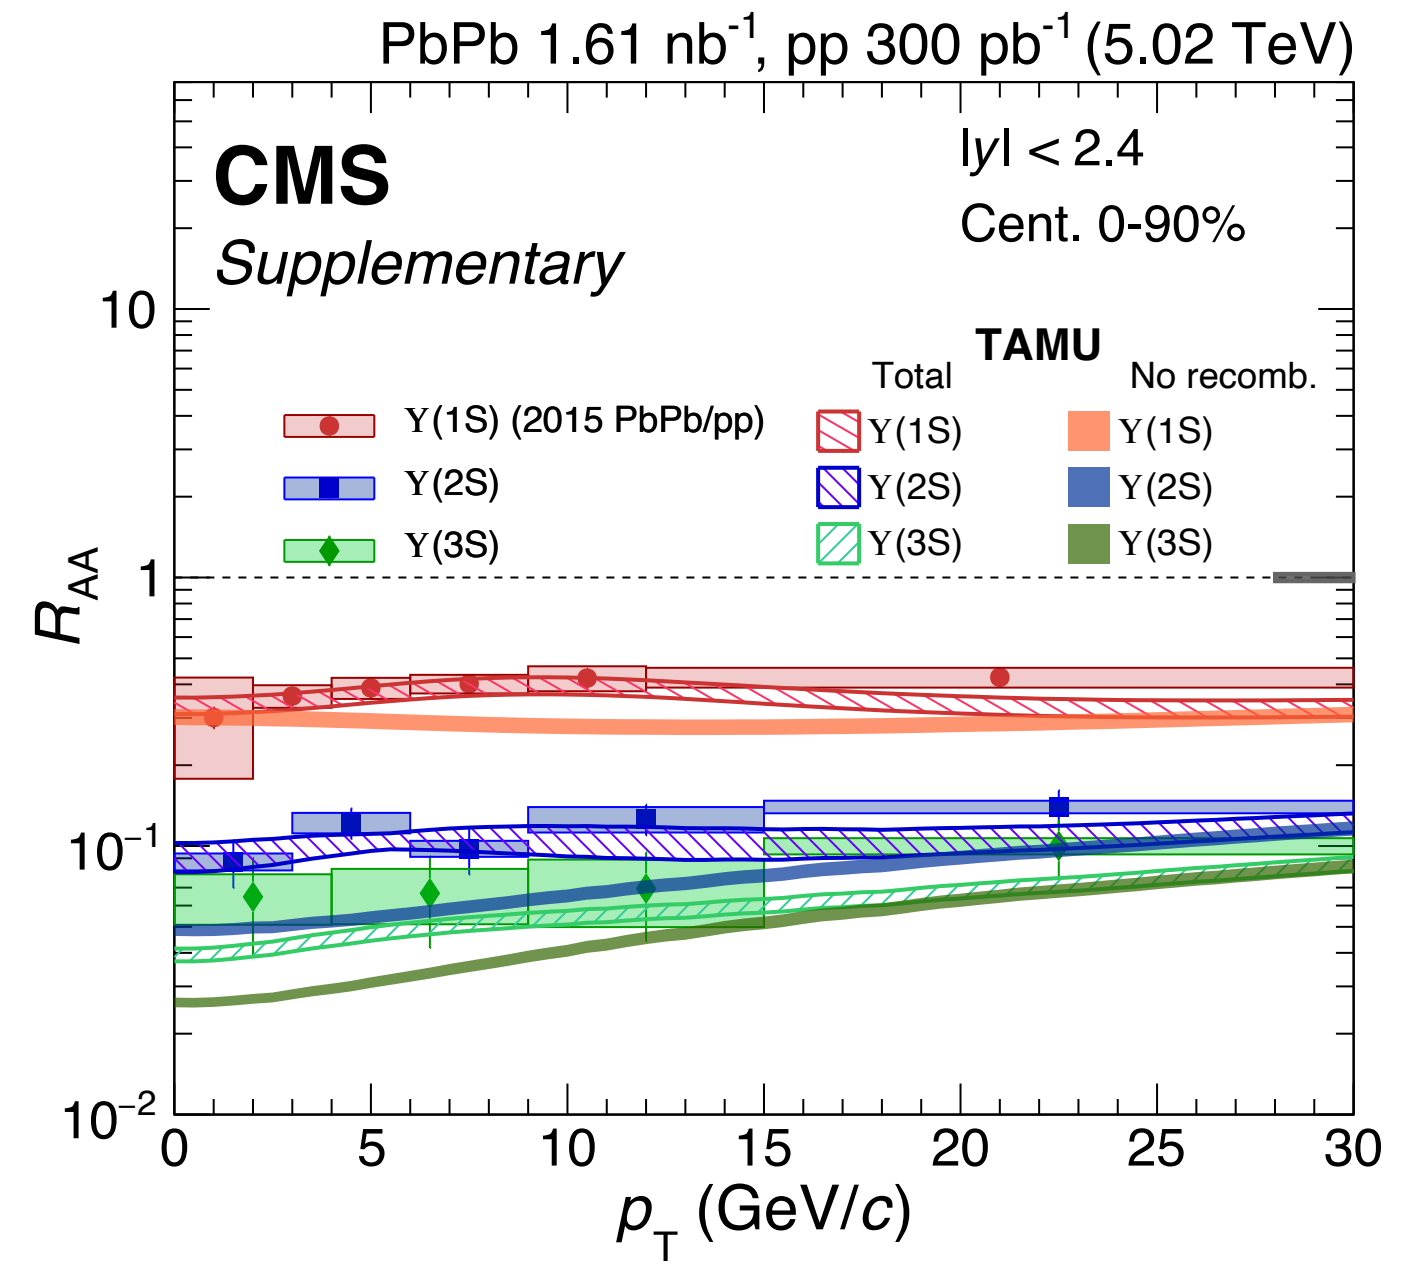 PbPb 1.61 nb⁻¹, pp 300 pb⁻¹ (5.02 TeV)
CMS
Supplementary
|y| < 2.4
Cent. 0-90%
TAMU
Total
No recomb.
Υ(1S) (2015 PbPb/pp)
Υ(2S)
Υ(3S)
Υ(1S)
Υ(2S)
Υ(3S)
Υ(1S)
Υ(2S)
Υ(3S)
R_AA
10
1
10⁻¹
10⁻²
0 5 10 15 20 25 30
p_T (GeV/c)